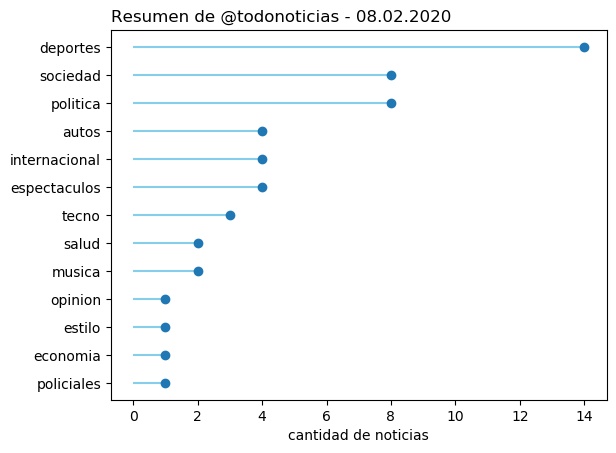 Resumen de @todonoticias - 08.02.2020
deportes
sociedad
politica
autos
internacional
espectaculos
tecno
salud
musica
opinion
estilo
economia
policiales
0 2 4 6 8 10 12 14
cantidad de noticias